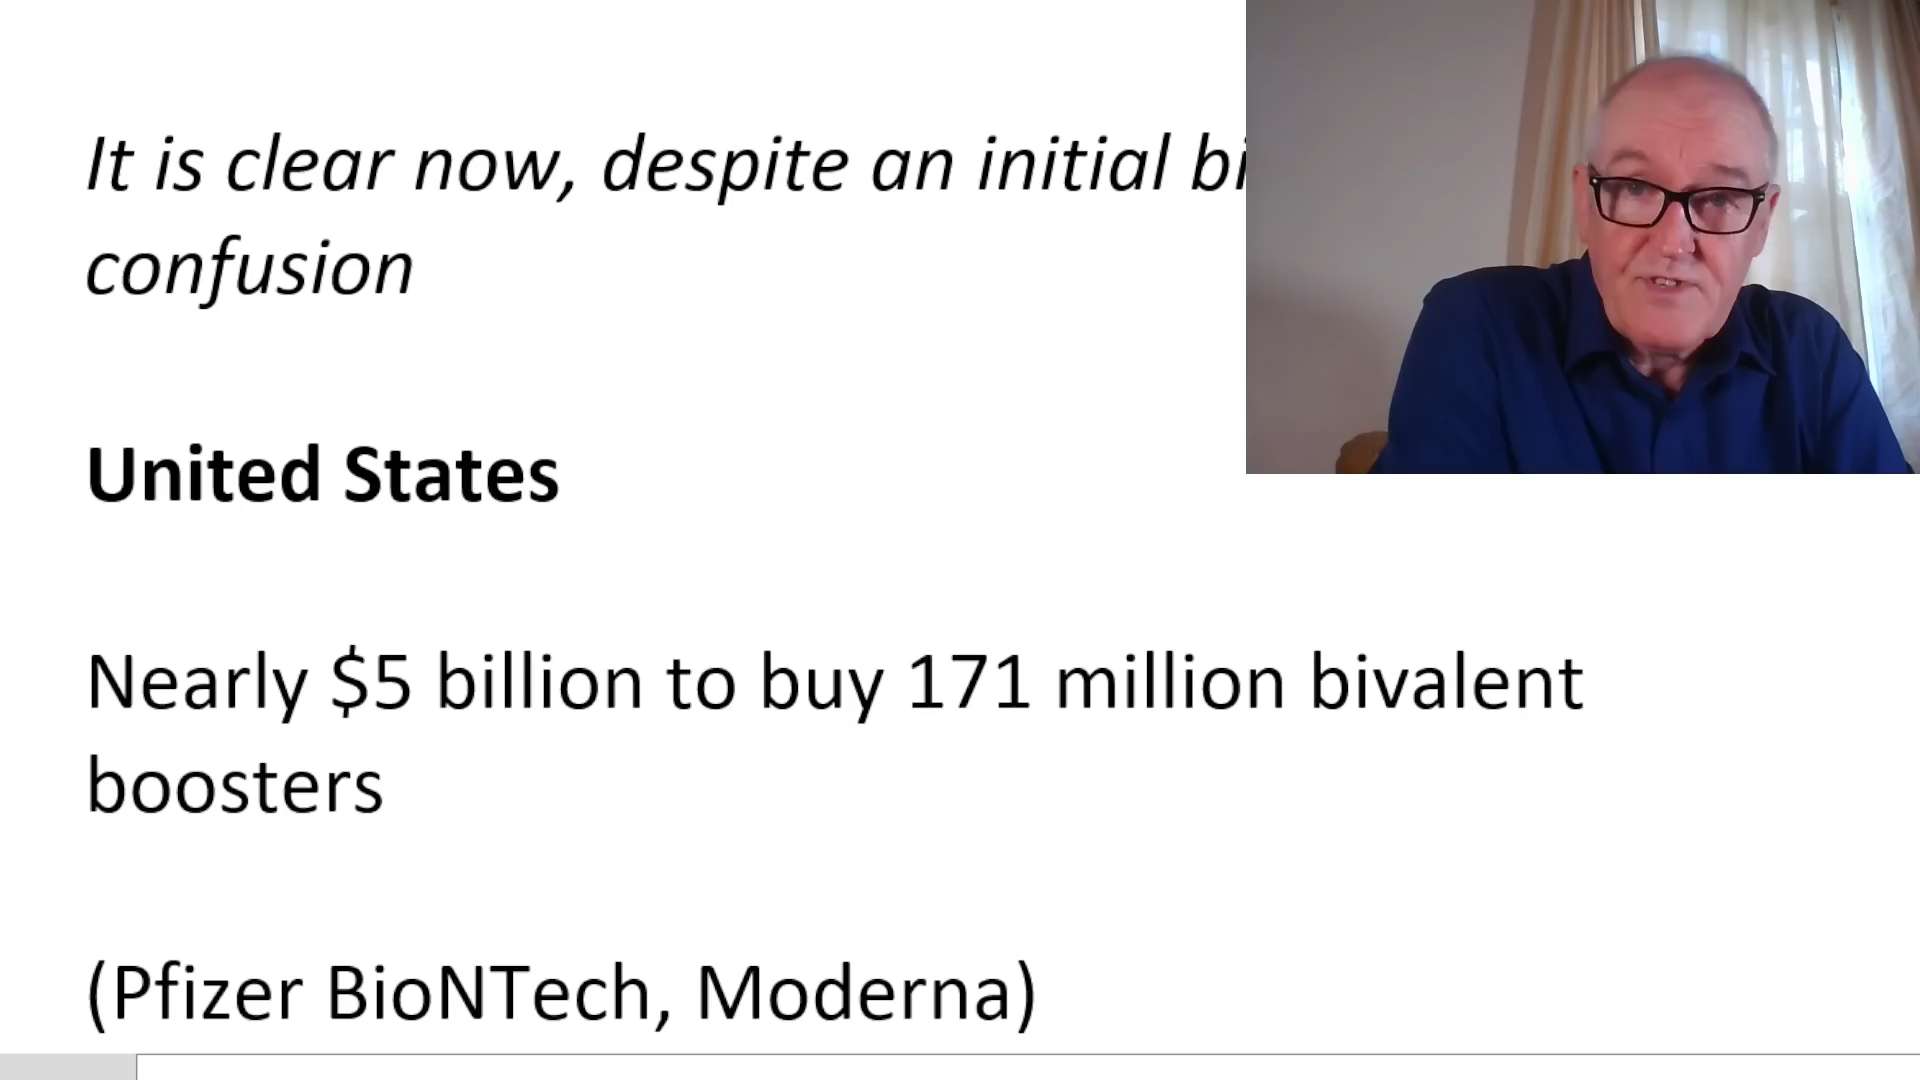 It is clear now, despite an initial
confusion
United States
Nearly $5 billion to buy 171 million bivalent
boosters
(Pfizer BioNTech, Moderna)